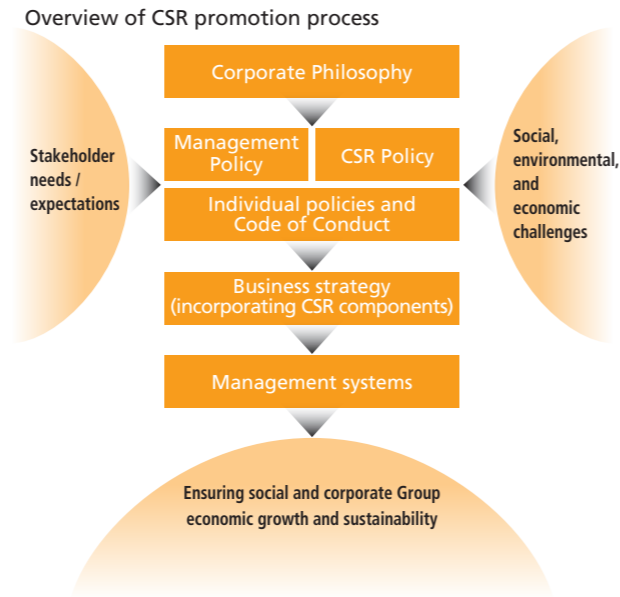 Overview of CSR promotion process
Corporate Philosophy
Management
Policy
CSR Policy
Stakeholder
needs /
expectations
Social,
environmental,
and
economic
challenges
Individual policies and
Code of Conduct
Business strategy
(incorporating CSR components)
Management systems
Ensuring social and corporate Group
economic growth and sustainability